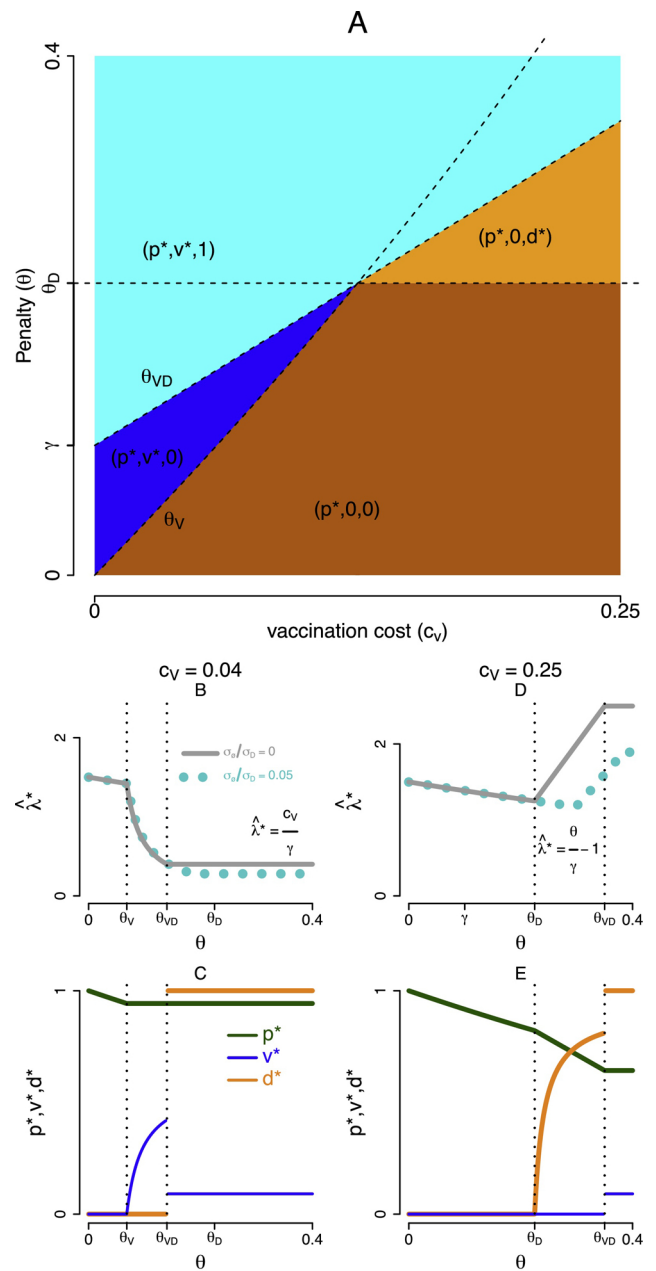 A
0.4
(p*,0,d*)
(p*,v*,1)
θD
Penalty (θ)
θVD
γ
(p*,v*,0)
(p*,0,0)
θV
0
0
0.25
vaccination cost (cv)
cV = 0.04
cV = 0.25
B
D
2
σe/σD = 0
σe/σD = 0.05
λ̂*
λ̂* = cV/γ
0
0
θV
θVD
θD
0.4
θ
2
λ̂*
λ̂* = θ/γ − 1
0
0
γ
θD
θVD
0.4
θ
C
E
1
p*
v*
d*
p*,v*,d*
0
0
θV
θVD
θD
0.4
θ
1
p*,v*,d*
0
0
θD
θVD
0.4
θ